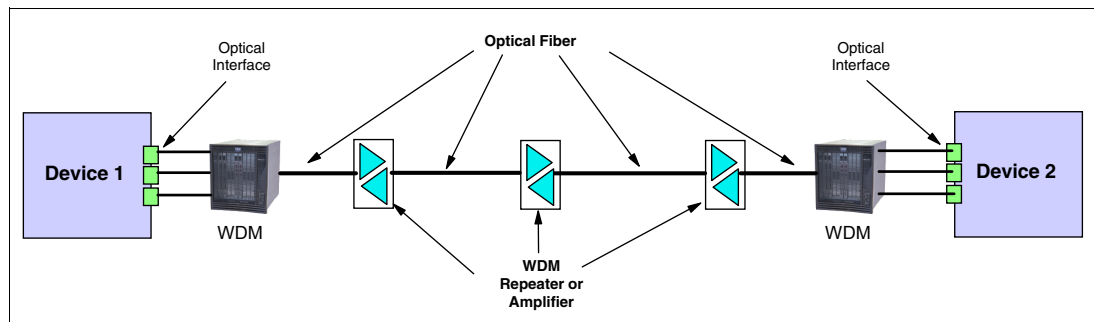 Optical
Interface
Optical Fiber
Optical
Interface
Device 1
Device 2
WDM
WDM
WDM
Repeater or
Amplifier